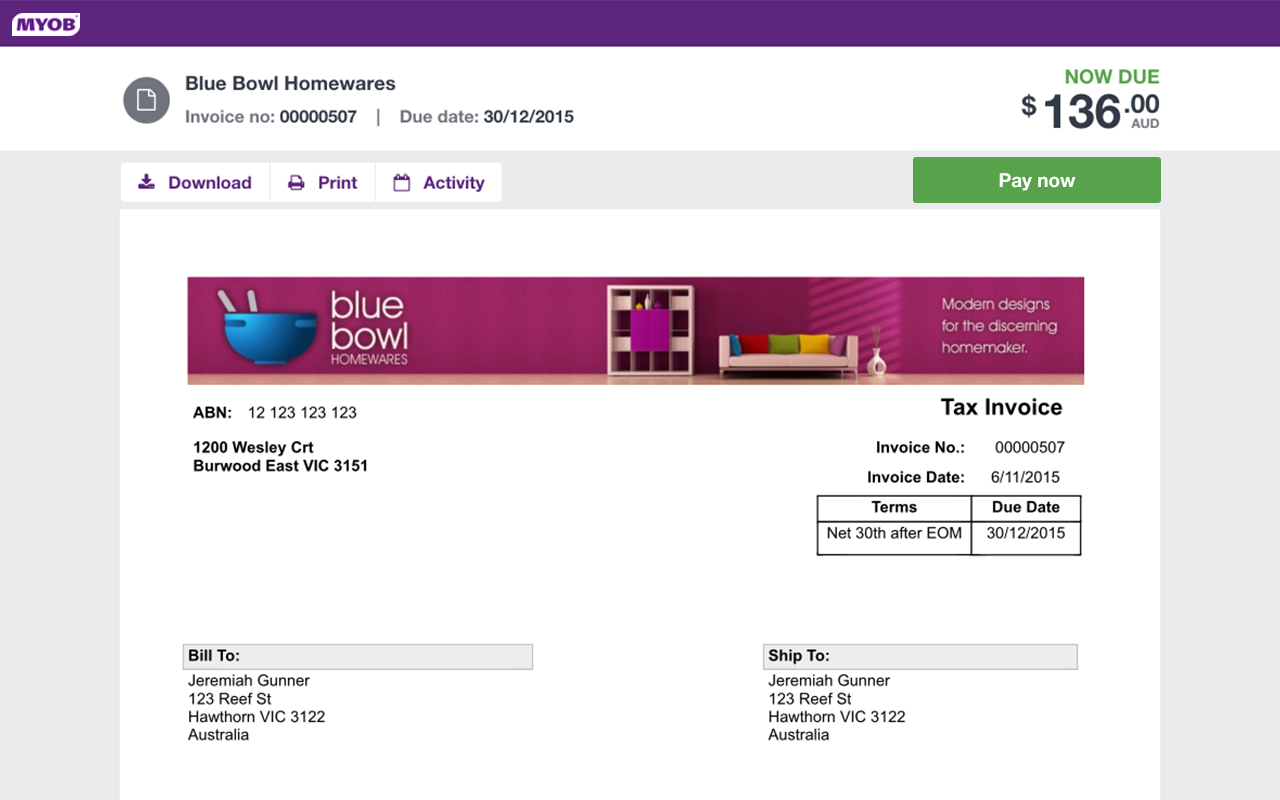 MYOB
Blue Bowl Homewares
Invoice no: 00000507 | Due date: 30/12/2015
NOW DUE
$136.00
AUD
Download Print Activity
Pay now
blue
bowl
HOMEWARES
Modern designs
for the discerning
homemaker.
ABN: 12 123 123 123
1200 Wesley Crt
Burwood East VIC 3151
Tax Invoice
Invoice No.: 00000507
Invoice Date: 6/11/2015
Terms Due Date
Net 30th after EOM 30/12/2015
Bill To:
Jeremiah Gunner
123 Reef St
Hawthorn VIC 3122
Australia
Ship To:
Jeremiah Gunner
123 Reef St
Hawthorn VIC 3122
Australia